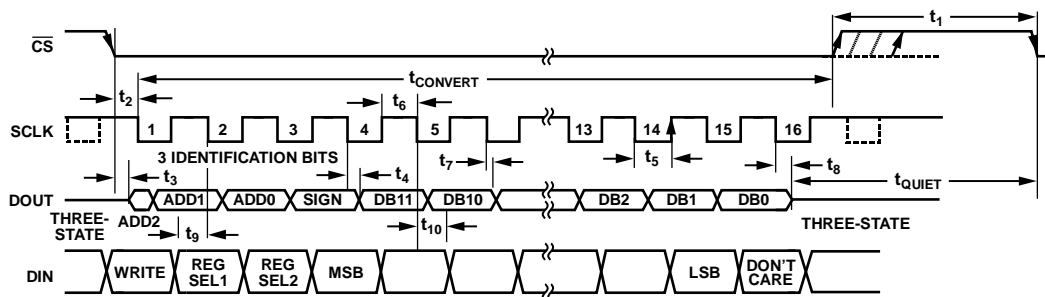 t1
CS
tCONVERT
t2
t6
SCLK
1 2 3 4 5 13 14 15 16
3 IDENTIFICATION BITS
t7
t5
t8
t3
t4
tQUIET
DOUT
ADD1 ADD0 SIGN DB11 DB10 DB2 DB1 DB0
THREE-
STATE
ADD2
t9
t10
THREE-STATE
DIN
WRITE
REG
SEL1
REG
SEL2
MSB
LSB
DON'T
CARE